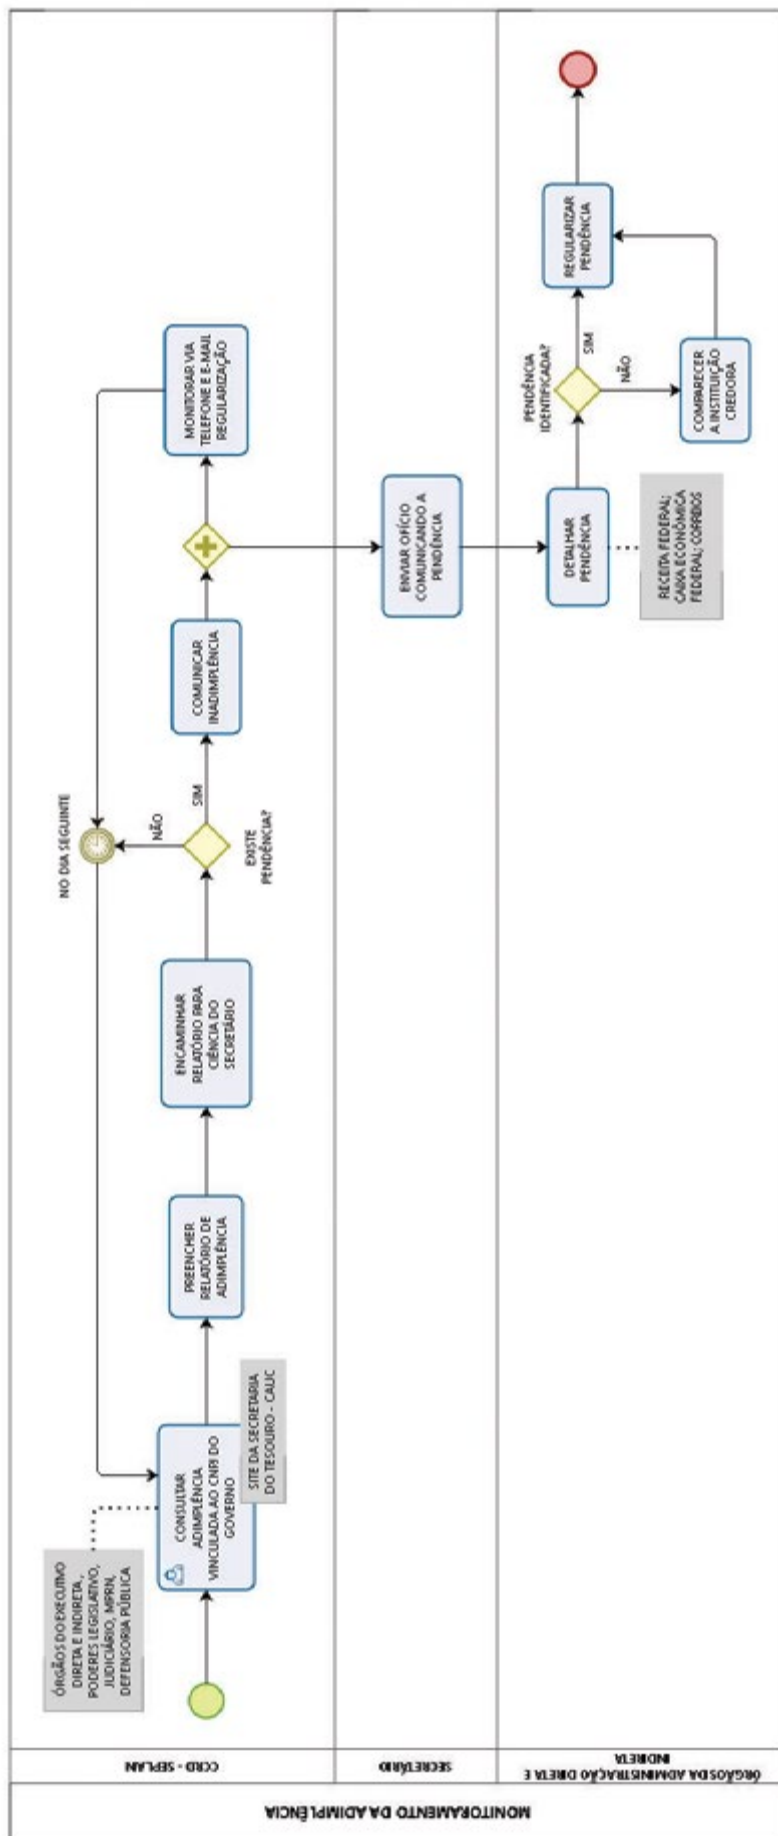 MONITORAMENTO DA ADIMPLÊNCIA
CCRD - SEPLAN
SECRETÁRIO
ÓRGÃOS DA ADMINISTRAÇÃO DIRETA E
INDIRETA
ÓRGÃOS DO EXECUTIVO
DIRETA E INDIRETA,
PODERES LEGISLATIVO,
JUDICIÁRIO, MPRN,
DEFENSORIA PÚBLICA
CONSULTAR
ADIMPLÊNCIA
VINCULADA AO CNPJ DO
GOVERNO
SITE DA SECRETARIA
DO TESOURO - CAUC
PREENCHER
RELATÓRIO DE
ADIMPLÊNCIA
ENCAMINHAR
RELATÓRIO PARA
CIÊNCIA DO
SECRETÁRIO
EXISTE
PENDÊNCIA?
NÃO
SIM
NO DIA SEGUINTE
COMUNICAR
INADIMPLÊNCIA
MONITORAR VIA
TELEFONE E E-MAIL
REGULARIZAÇÃO
ENVIAR OFÍCIO
COMUNICANDO A
PENDÊNCIA
DETALHAR
PENDÊNCIA
RECEITA FEDERAL;
CAIXA ECONÔMICA
FEDERAL; CORREIOS
PENDÊNCIA
IDENTIFICADA?
SIM
NÃO
COMPARECER
A INSTITUIÇÃO
CREDORA
REGULARIZAR
PENDÊNCIA